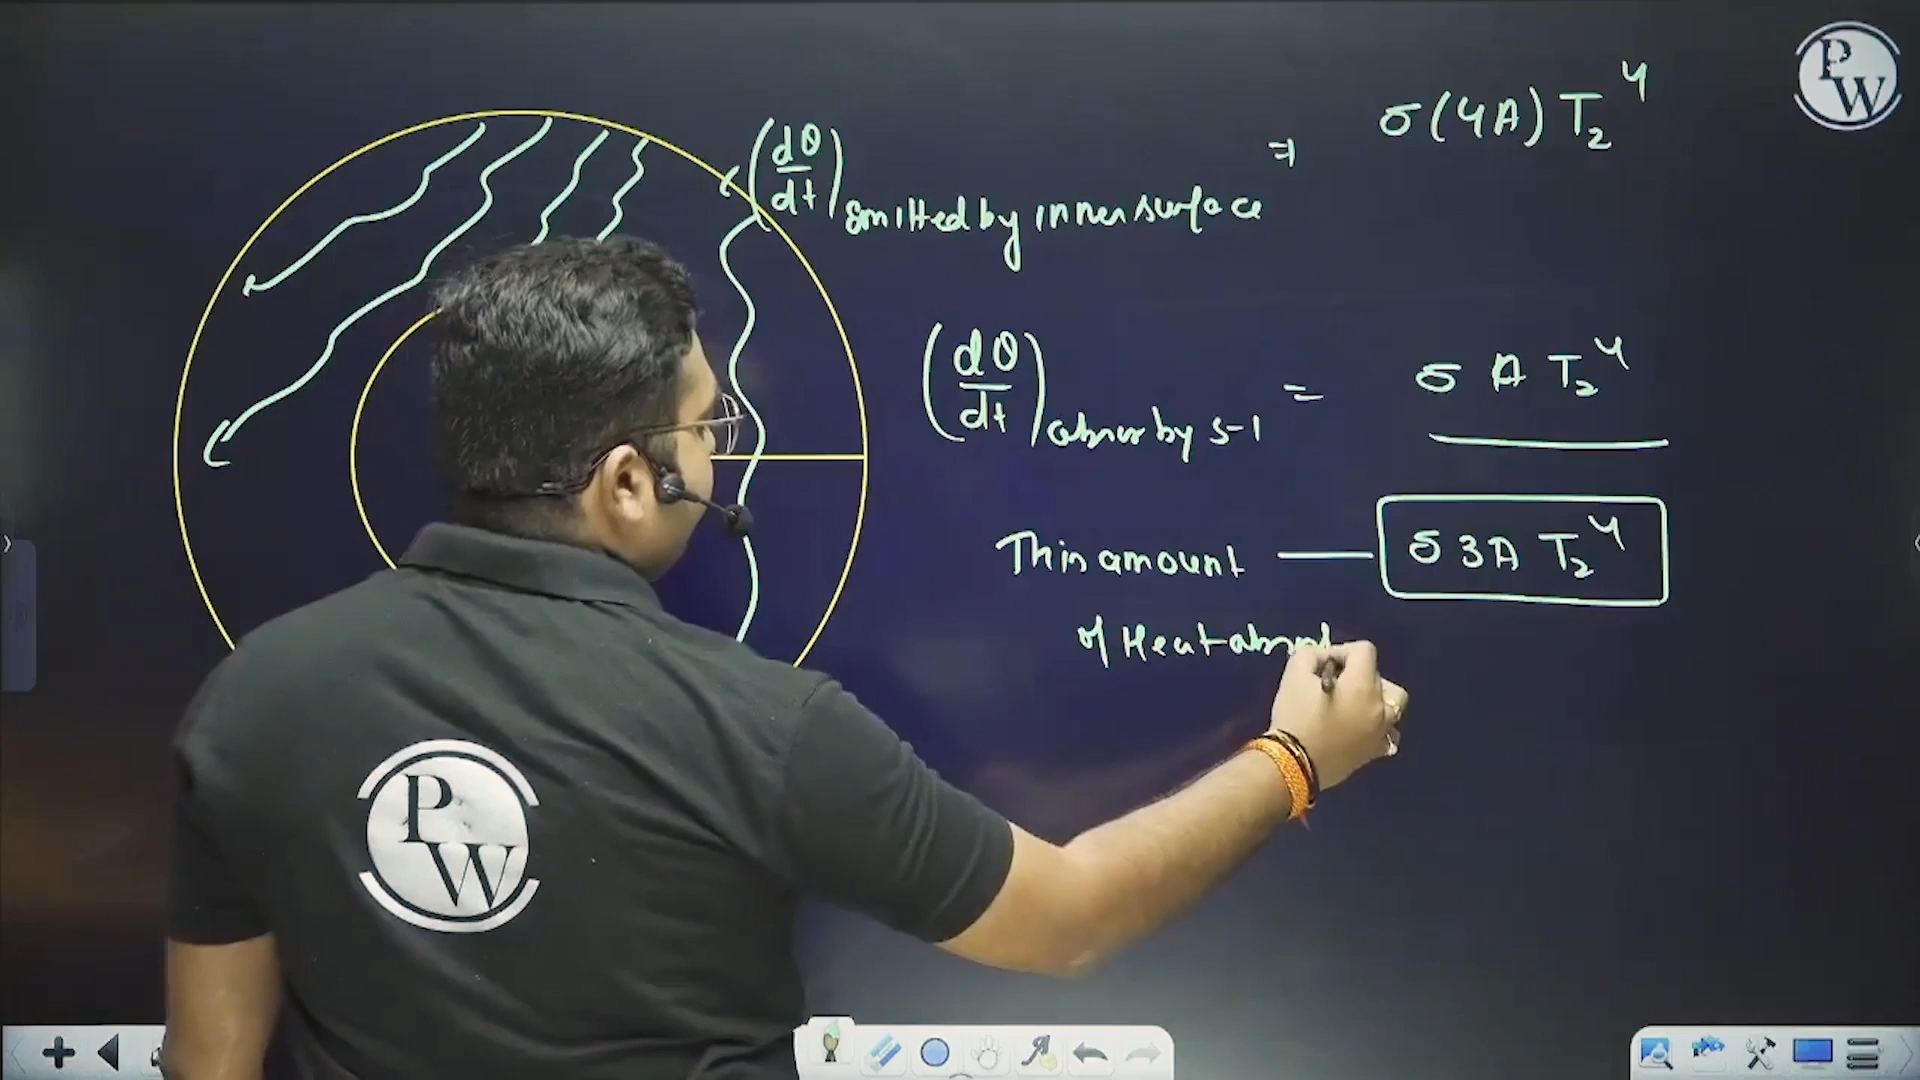 PW
(dθ/dt) emitted by inner surface ⇒ σ(4A) T₂⁴
(dθ/dt) absor by s-1 = σ A T₂⁴
This amount — σ 3A T₂⁴
of Heat absorb
PW